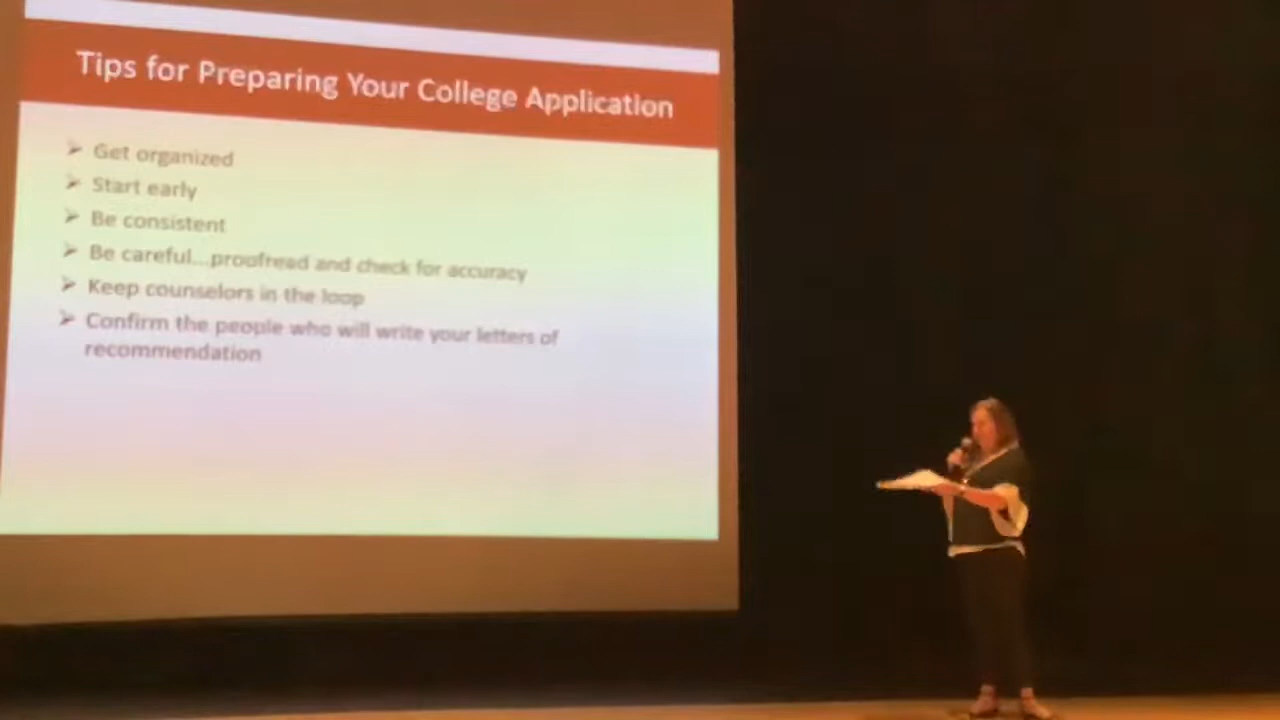 Tips for Preparing Your College Application
Get organized
Start early
Be consistent
Be careful...proofread and check for accuracy
Keep counselors in the loop
Confirm the people who will write your letters of
recommendation